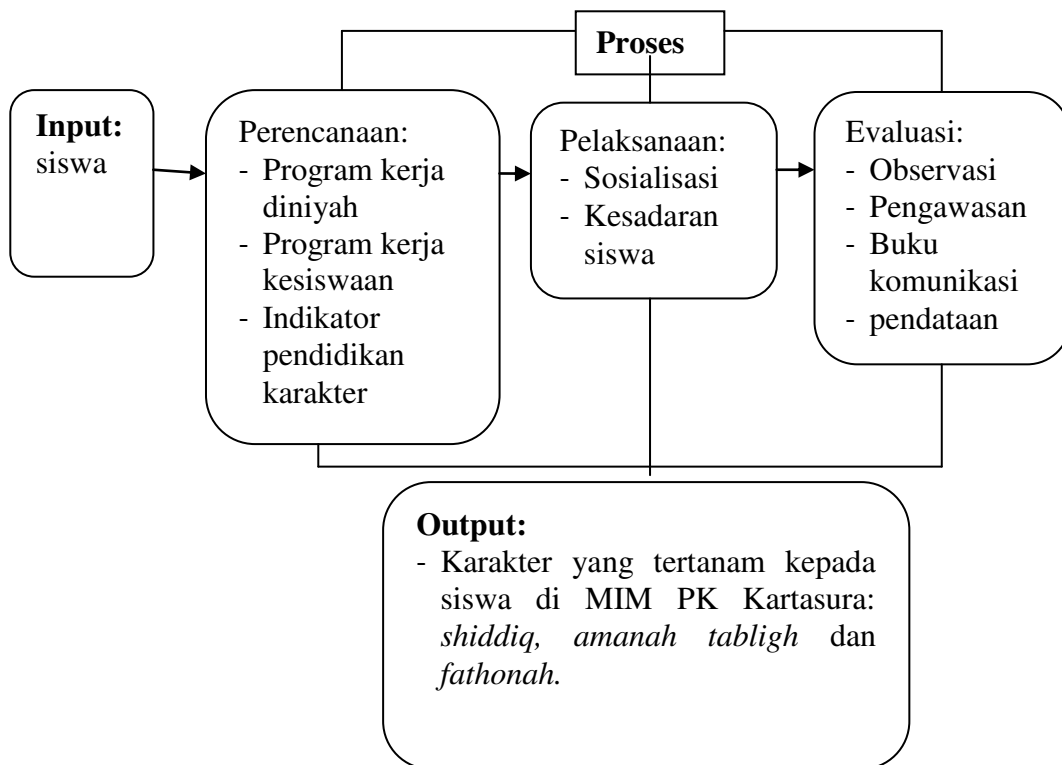 Proses
Input:
siswa
Perencanaan:
- Program kerja
diniyah
- Program kerja
kesiswaan
- Indikator
pendidikan
karakter
Pelaksanaan:
- Sosialisasi
- Kesadaran
siswa
Evaluasi:
- Observasi
- Pengawasan
- Buku
komunikasi
- pendataan
Output:
- Karakter yang tertanam kepada
siswa di MIM PK Kartasura:
shiddiq, amanah tabligh dan
fathonah.